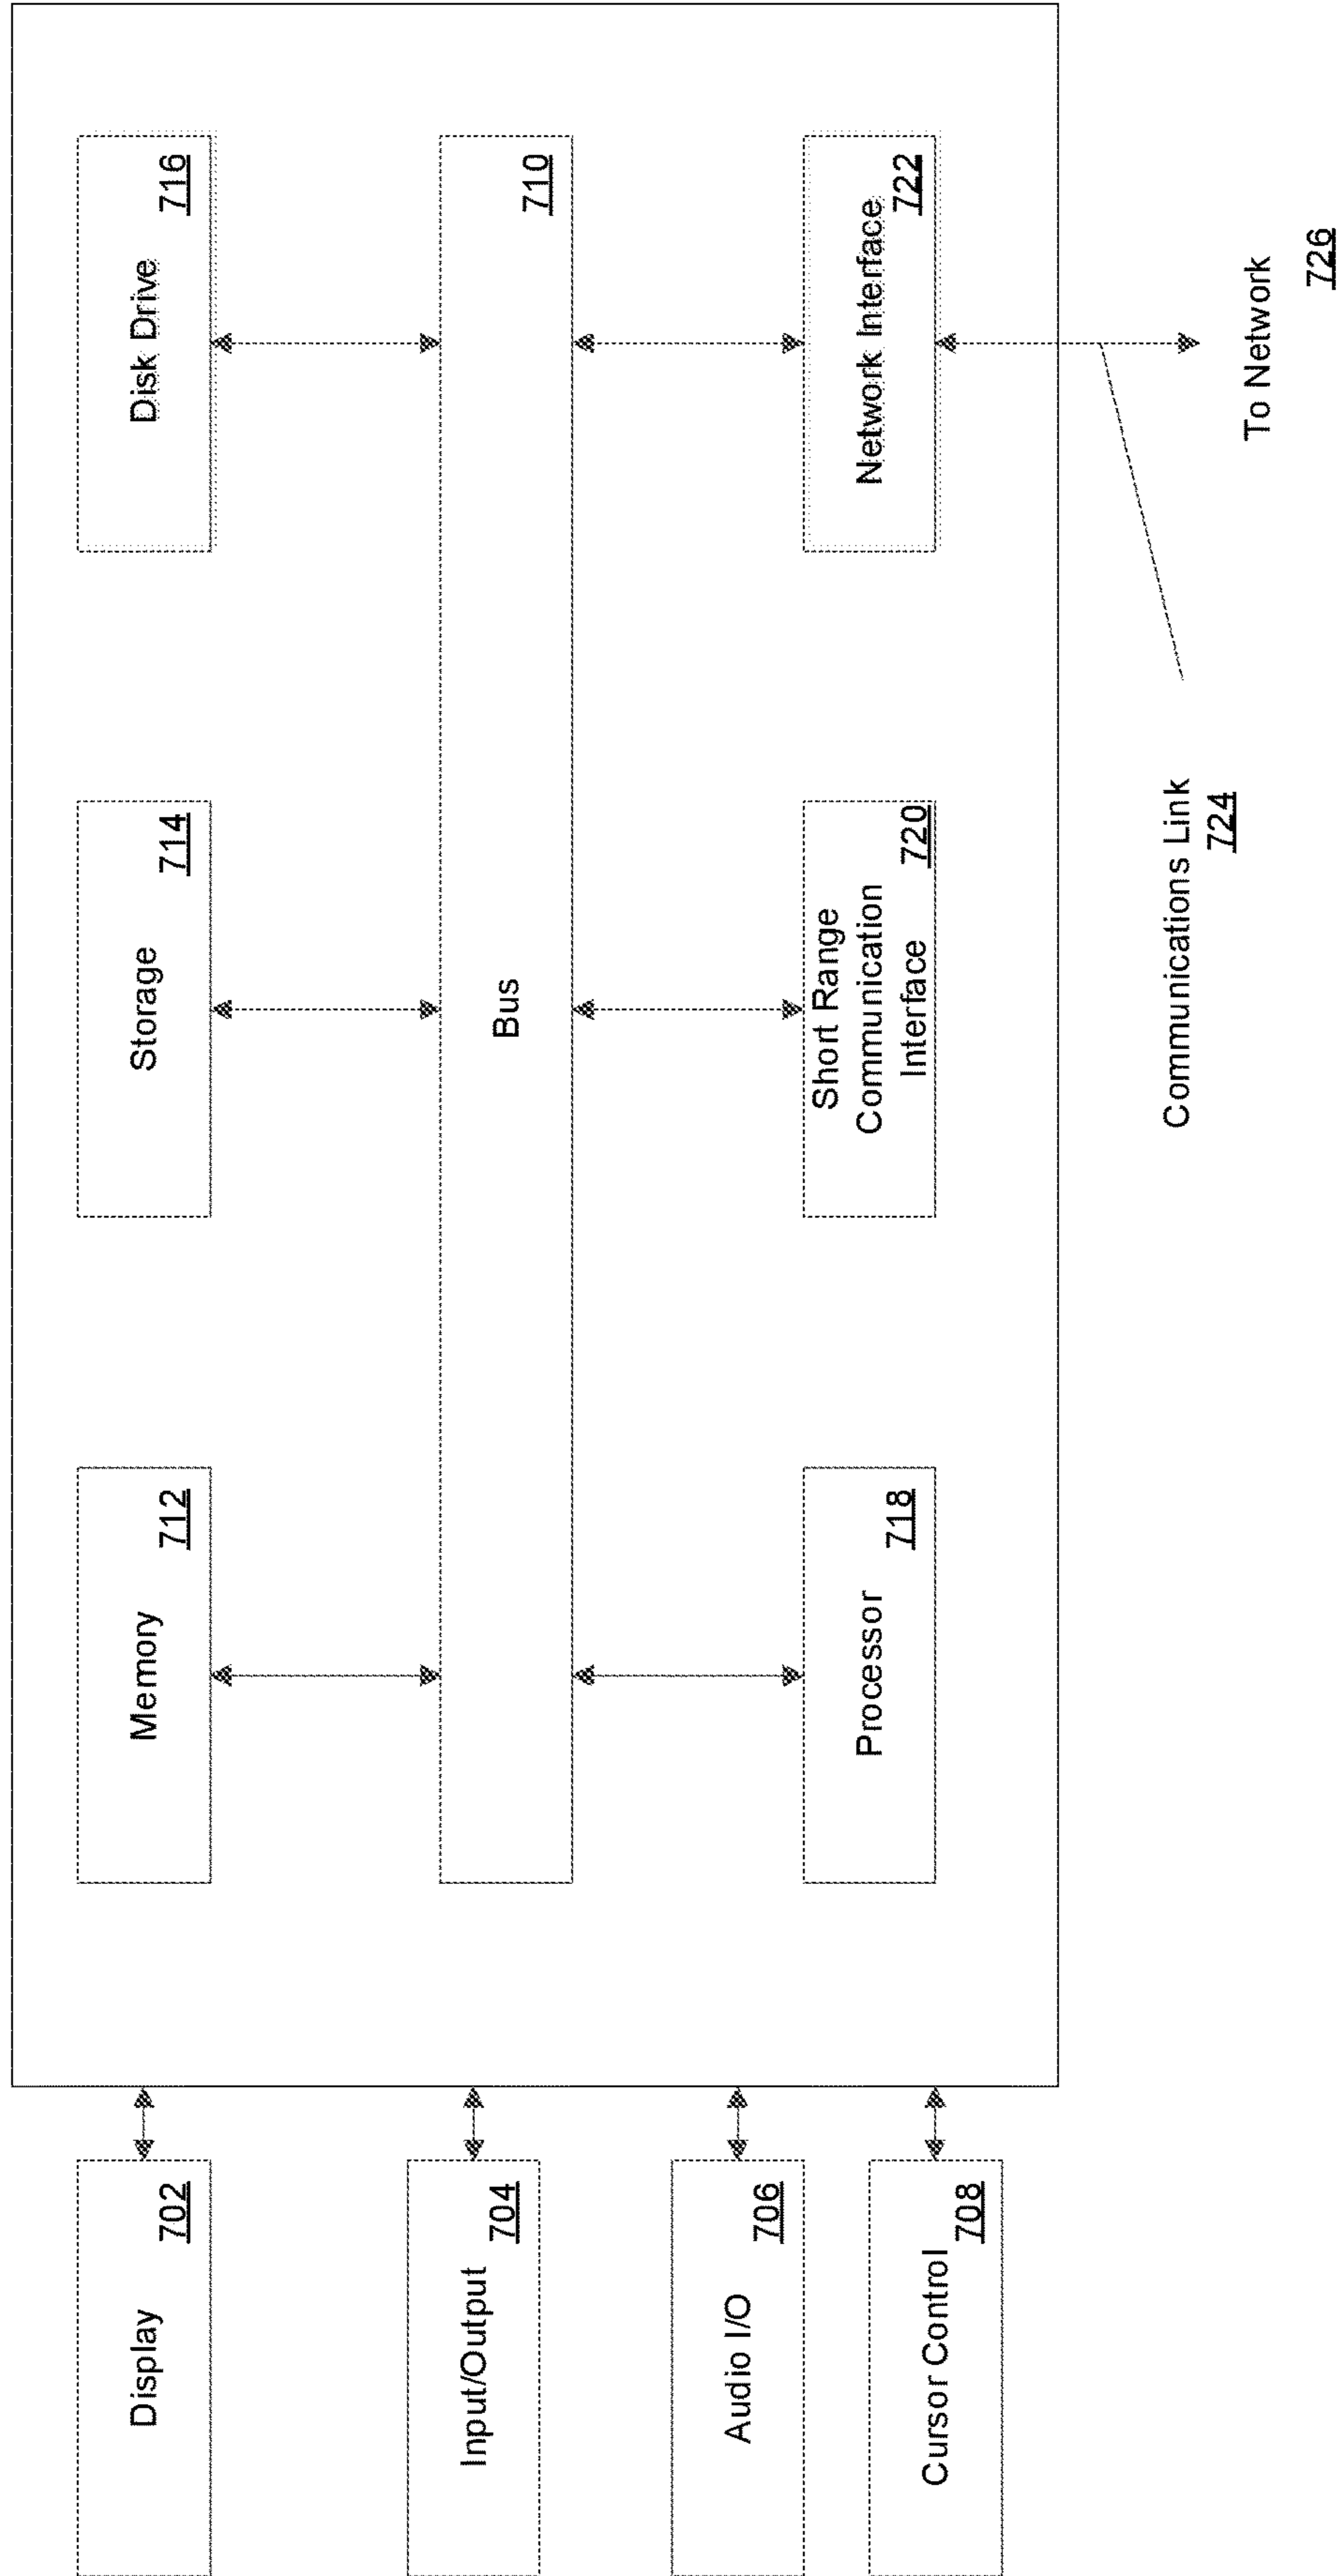 Display
702
Input/Output
704
Audio I/O
706
Cursor Control
708
Memory
712
Storage
714
Disk Drive
716
Bus
710
Processor
718
Short Range
Communication
Interface
720
Network Interface
722
Communications Link
724
To Network
726